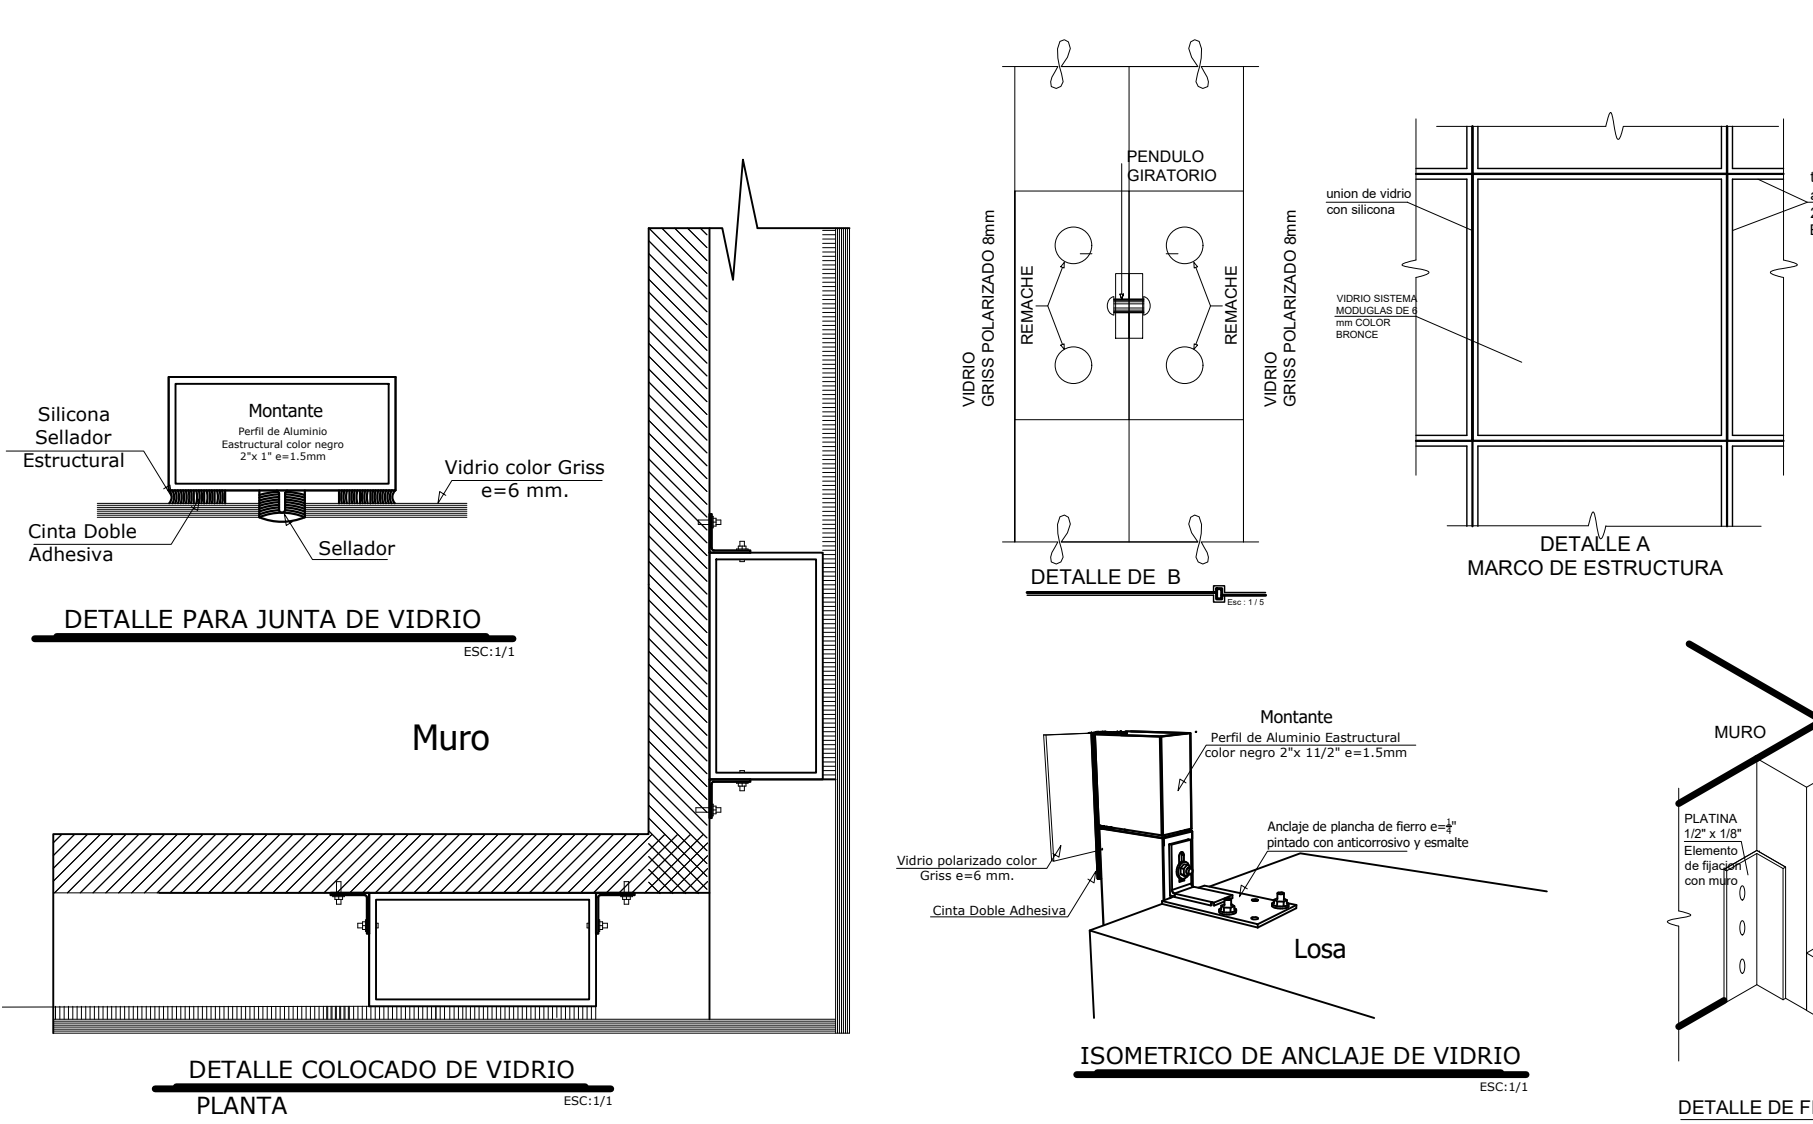 Silicona
Sellador
Estructural
Montante
Perfil de Aluminio
Eastructural color negro
2"x 1" e=1.5mm
Vidrio color Griss
e=6 mm.
Cinta Doble
Adhesiva
Sellador
DETALLE PARA JUNTA DE VIDRIO
ESC:1/1
Muro
DETALLE COLOCADO DE VIDRIO
PLANTA
ESC:1/1
PENDULO
GIRATORIO
VIDRIO
GRISS POLARIZADO 8mm
REMACHE
REMACHE
VIDRIO
GRISS POLARIZADO 8mm
DETALLE DE B
Esc : 1 / 5
union de vidrio
con silicona
VIDRIO SISTEMA
MODUGLAS DE 6
mm COLOR
BRONCE
DETALLE A
MARCO DE ESTRUCTURA
Montante
Perfil de Aluminio Eastructural
color negro 2"x 11/2" e=1.5mm
Anclaje de plancha de fierro e=¼"
pintado con anticorrosivo y esmalte
Vidrio polarizado color
Griss e=6 mm.
Cinta Doble Adhesiva
Losa
ISOMETRICO DE ANCLAJE DE VIDRIO
ESC:1/1
MURO
PLATINA
1/2" x 1/8"
Elemento
de fijacion
con muro
DETALLE DE